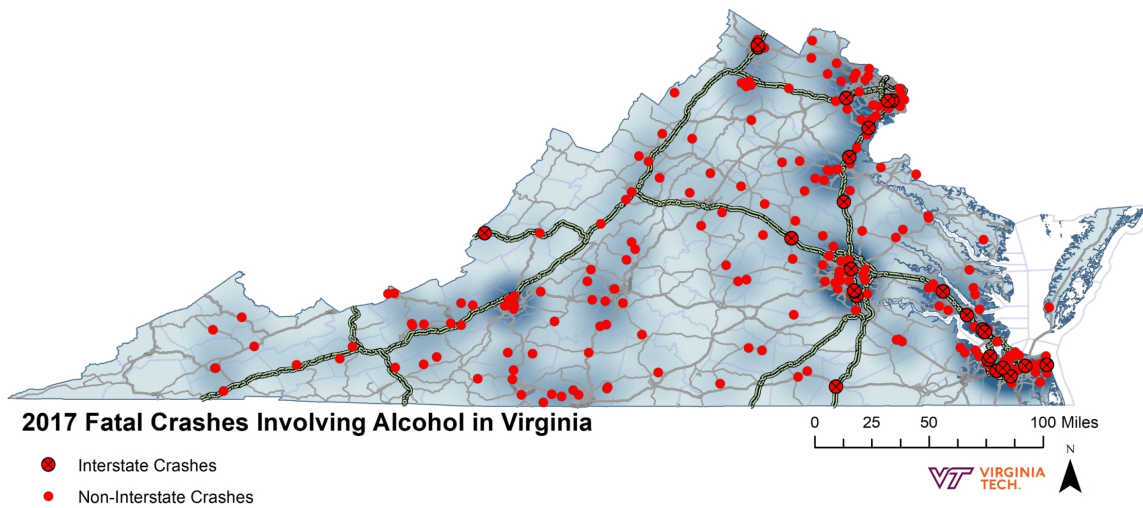 2017 Fatal Crashes Involving Alcohol in Virginia
Interstate Crashes
Non-Interstate Crashes
0 25 50 100 Miles
N
VT VIRGINIA
TECH.